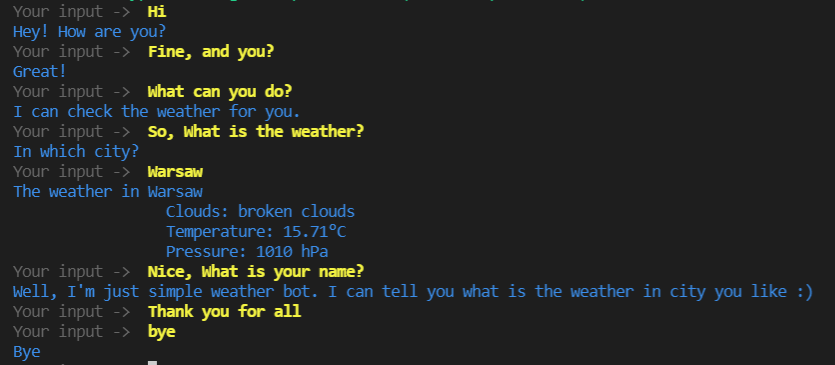 Your input ->  Hi
Hey! How are you?
Your input ->  Fine, and you?
Great!
Your input ->  What can you do?
I can check the weather for you.
Your input ->  So, What is the weather?
In which city?
Your input ->  Warsaw
The weather in Warsaw
Clouds: broken clouds
Temperature: 15.71°C
Pressure: 1010 hPa
Your input ->  Nice, What is your name?
Well, I'm just simple weather bot. I can tell you what is the weather in city you like :)
Your input ->  Thank you for all
Your input ->  bye
Bye